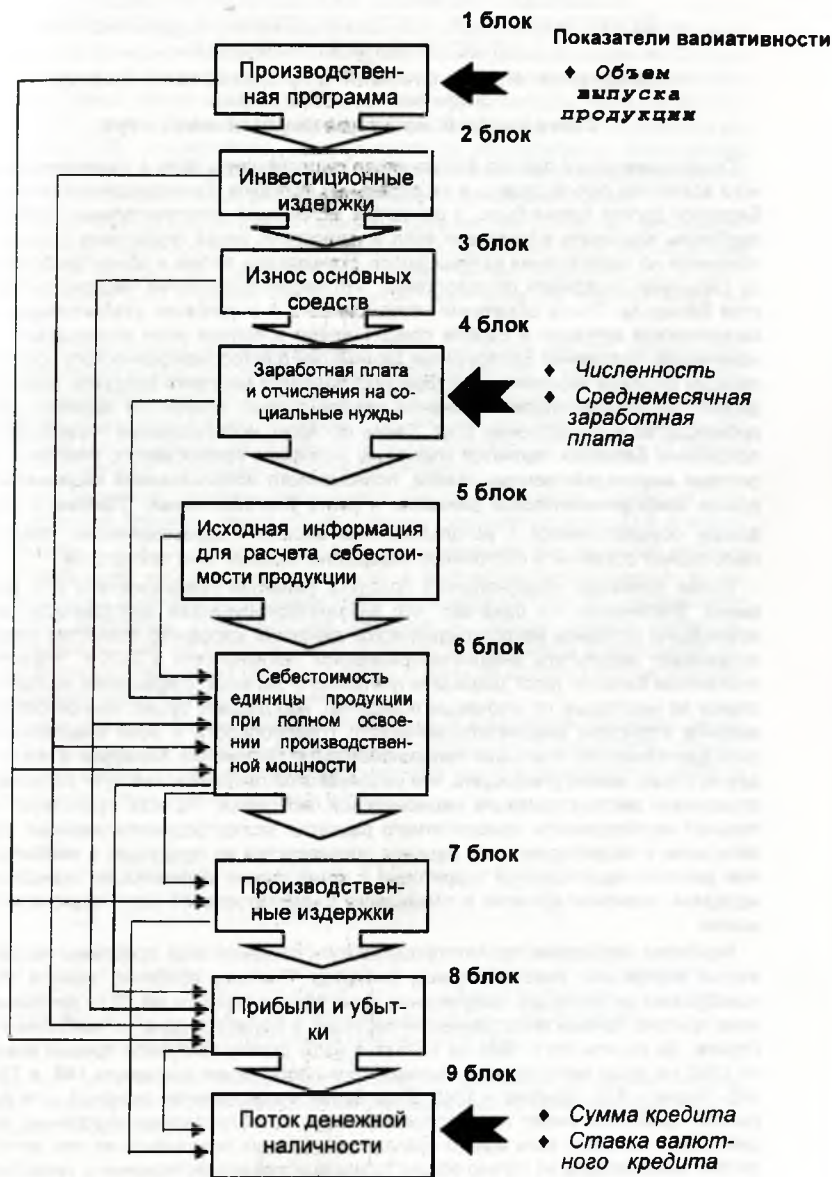 1 блок
Показатели вариативности
Производствен-
ная программа
♦ Объем
выпуска
продукции
2 блок
Инвестиционные
издержки
3 блок
Износ основных
средств
4 блок
Заработная плата
и отчисления на со-
циальные нужды
♦ Численность
♦ Среднемесячная
заработная
плата
5 блок
Исходная информация
для расчета себестои-
мости продукции
6 блок
Себестоимость
единицы продукции
при полном освое-
нии производствен-
ной мощности
7 блок
Производствен-
ные издержки
8 блок
Прибыли и убыт-
ки
9 блок
Поток денежной
наличности
♦ Сумма кредита
♦ Ставка валют-
ного кредита